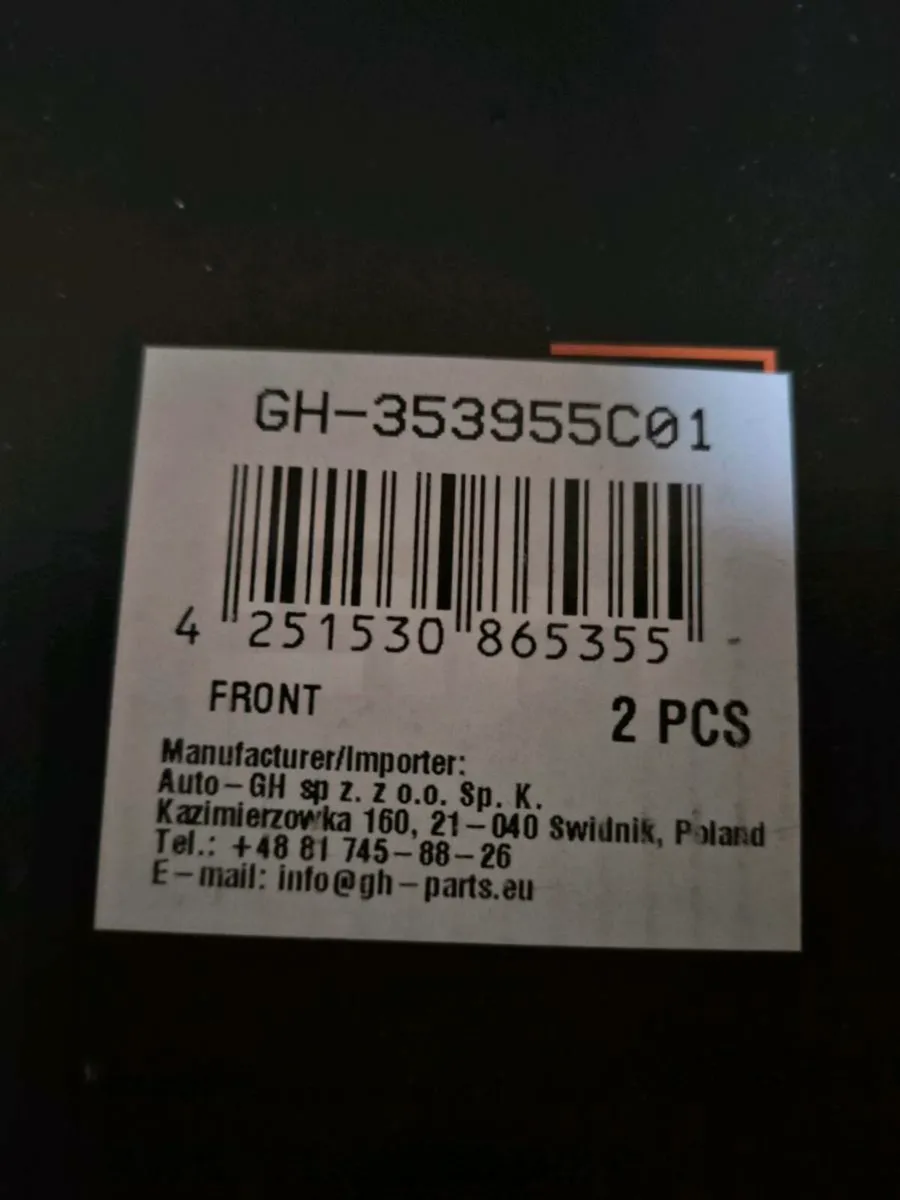 GH-353955C01
4 251530 865355
FRONT
2 PCS
Manufacturer/Importer:
Auto-GH sp z. z o.o. Sp. K.
Kazimierzowka 160, 21-040 Swidnik, Poland
Tel.: +48 81 745-88-26
E-mail: info@gh-parts.eu